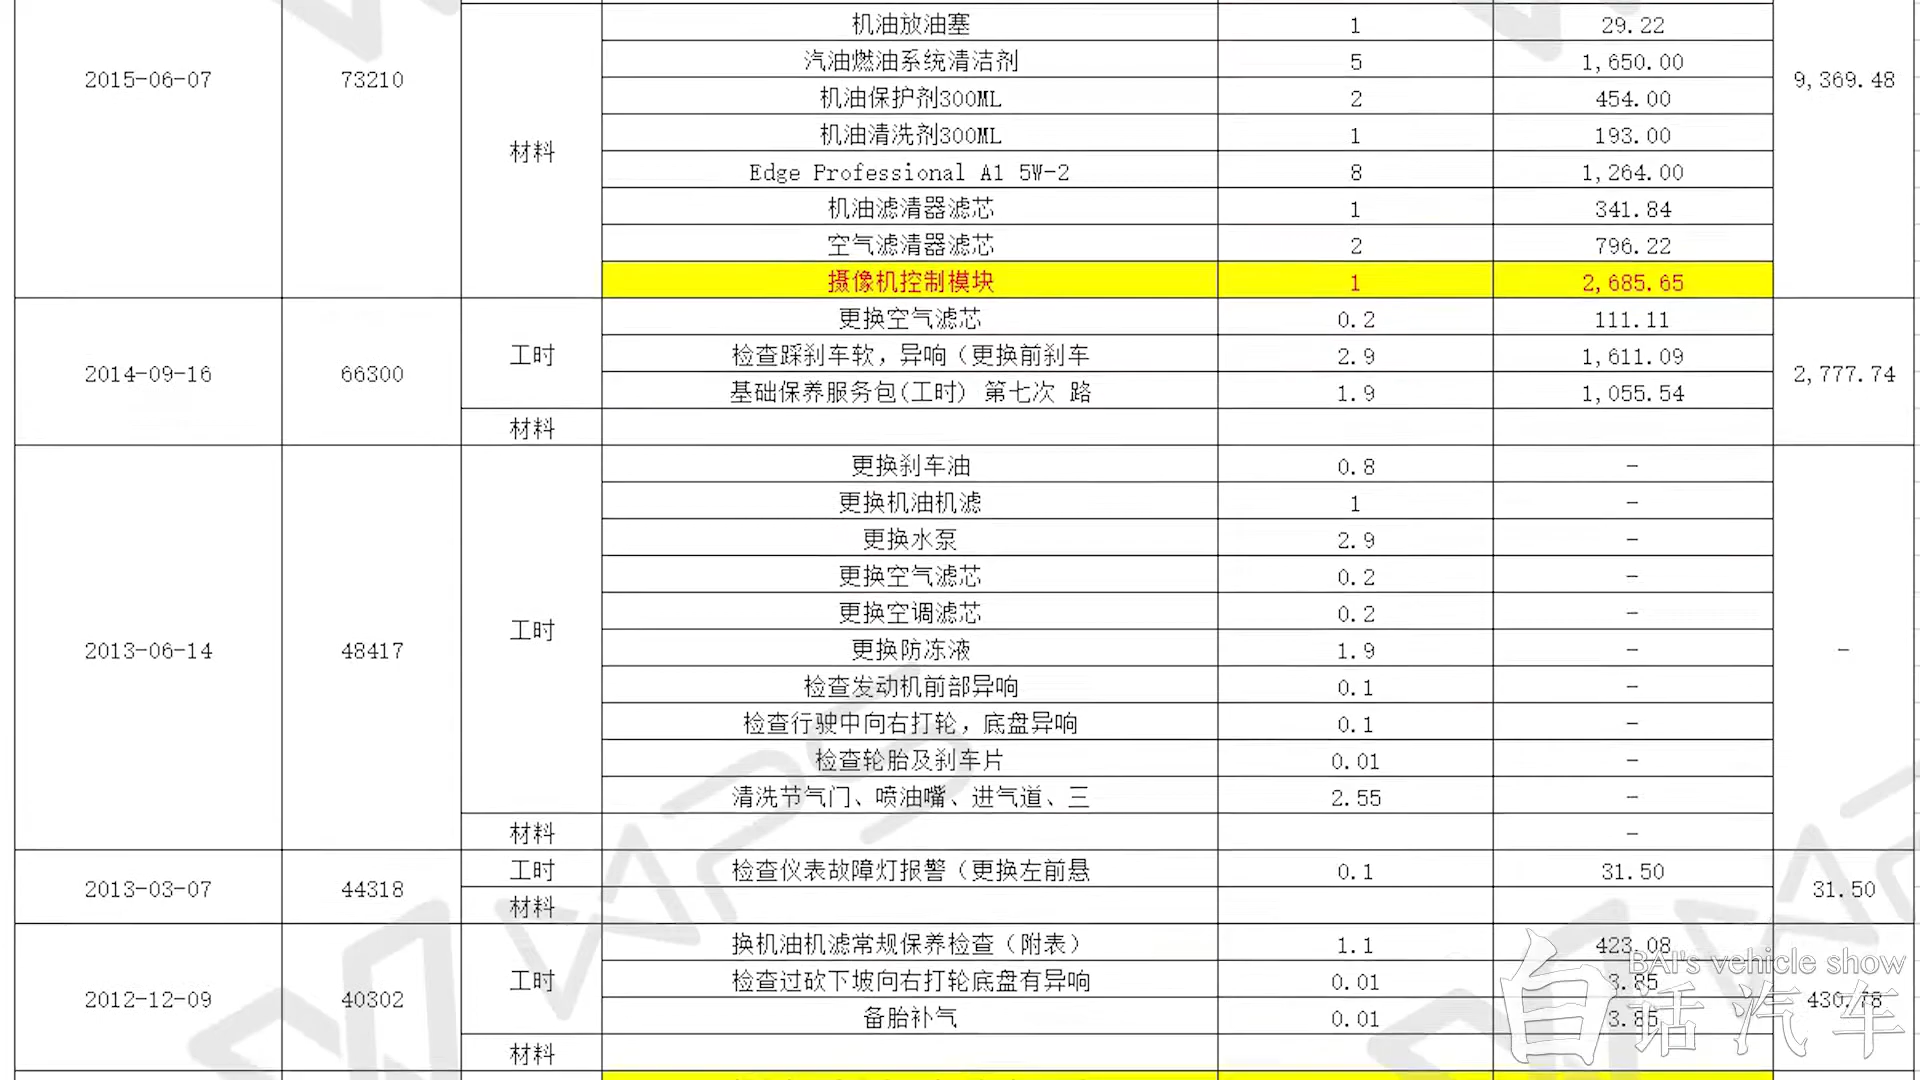 机油放油塞 1 29.22
汽油燃油系统清洁剂 5 1,650.00
2015-06-07 73210 9,369.48
机油保护剂300ML 2 454.00
机油清洗剂300ML 1 193.00
材料
Edge Professional A1 5W-2 8 1,264.00
机油滤清器滤芯 1 341.84
空气滤清器滤芯 2 796.22
摄像机控制模块 1 2,685.65
更换空气滤芯 0.2 111.11
工时 检查踩刹车软，异响（更换前刹车 2.9 1,611.09
2014-09-16 66300 2,777.74
基础保养服务包(工时) 第七次 路 1.9 1,055.54
材料
更换刹车油 0.8 -
更换机油机滤 1 -
更换水泵 2.9 -
更换空气滤芯 0.2 -
更换空调滤芯 0.2 -
工时
2013-06-14 48417 更换防冻液 1.9 - -
检查发动机前部异响 0.1 -
检查行驶中向右打轮，底盘异响 0.1 -
检查轮胎及刹车片 0.01 -
清洗节气门、喷油嘴、进气道、三 2.55 -
材料 -
工时 检查仪表故障灯报警（更换左前悬 0.1 31.50
2013-03-07 44318 31.50
材料
换机油机滤常规保养检查（附表） 1.1 423.08
工时 检查过砍下坡向右打轮底盘有异响 0.01 3.85
2012-12-09 40302 430.78
备胎补气 0.01 3.85
材料
WPS
BAI's vehicle show
白话汽车